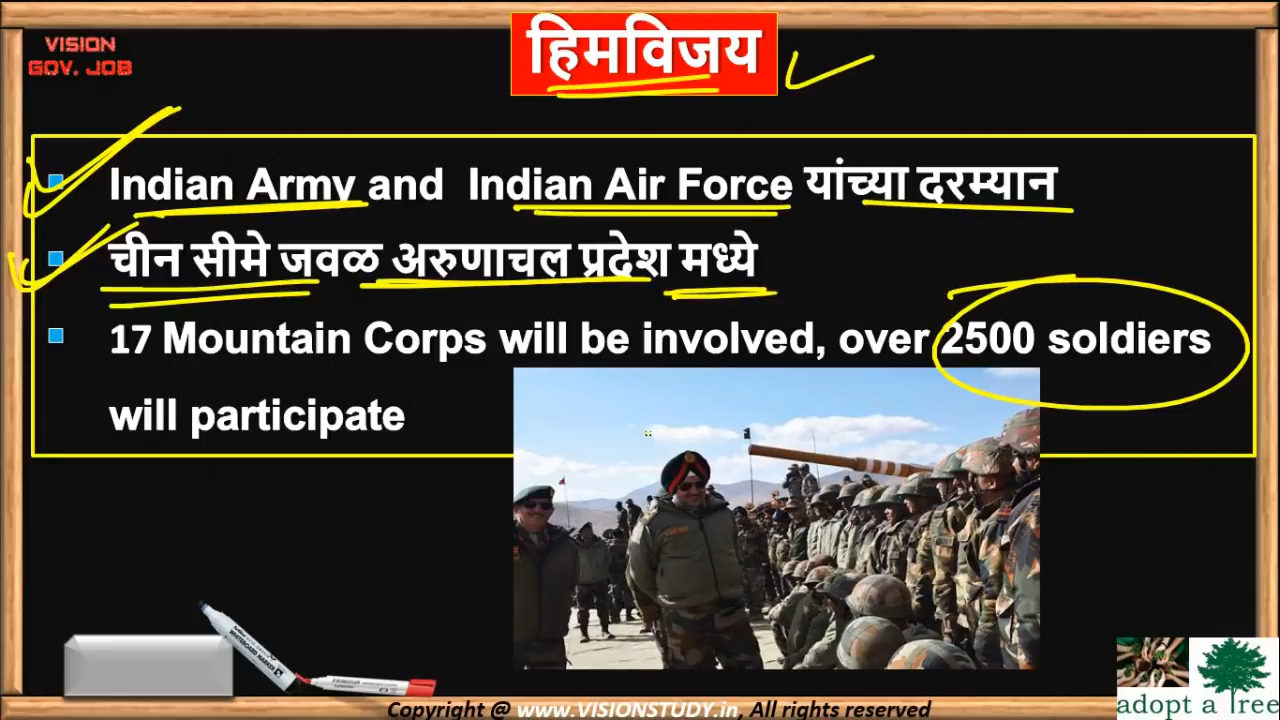 VISION
GOV. JOB
हिमविजय
Indian Army and Indian Air Force यांच्या दरम्यान
चीन सीमे जवळ अरुणाचल प्रदेश मध्ये
17 Mountain Corps will be involved, over 2500 soldiers
will participate
adopt a Tree
Copyright @ www.VISIONSTUDY.in, All rights reserved